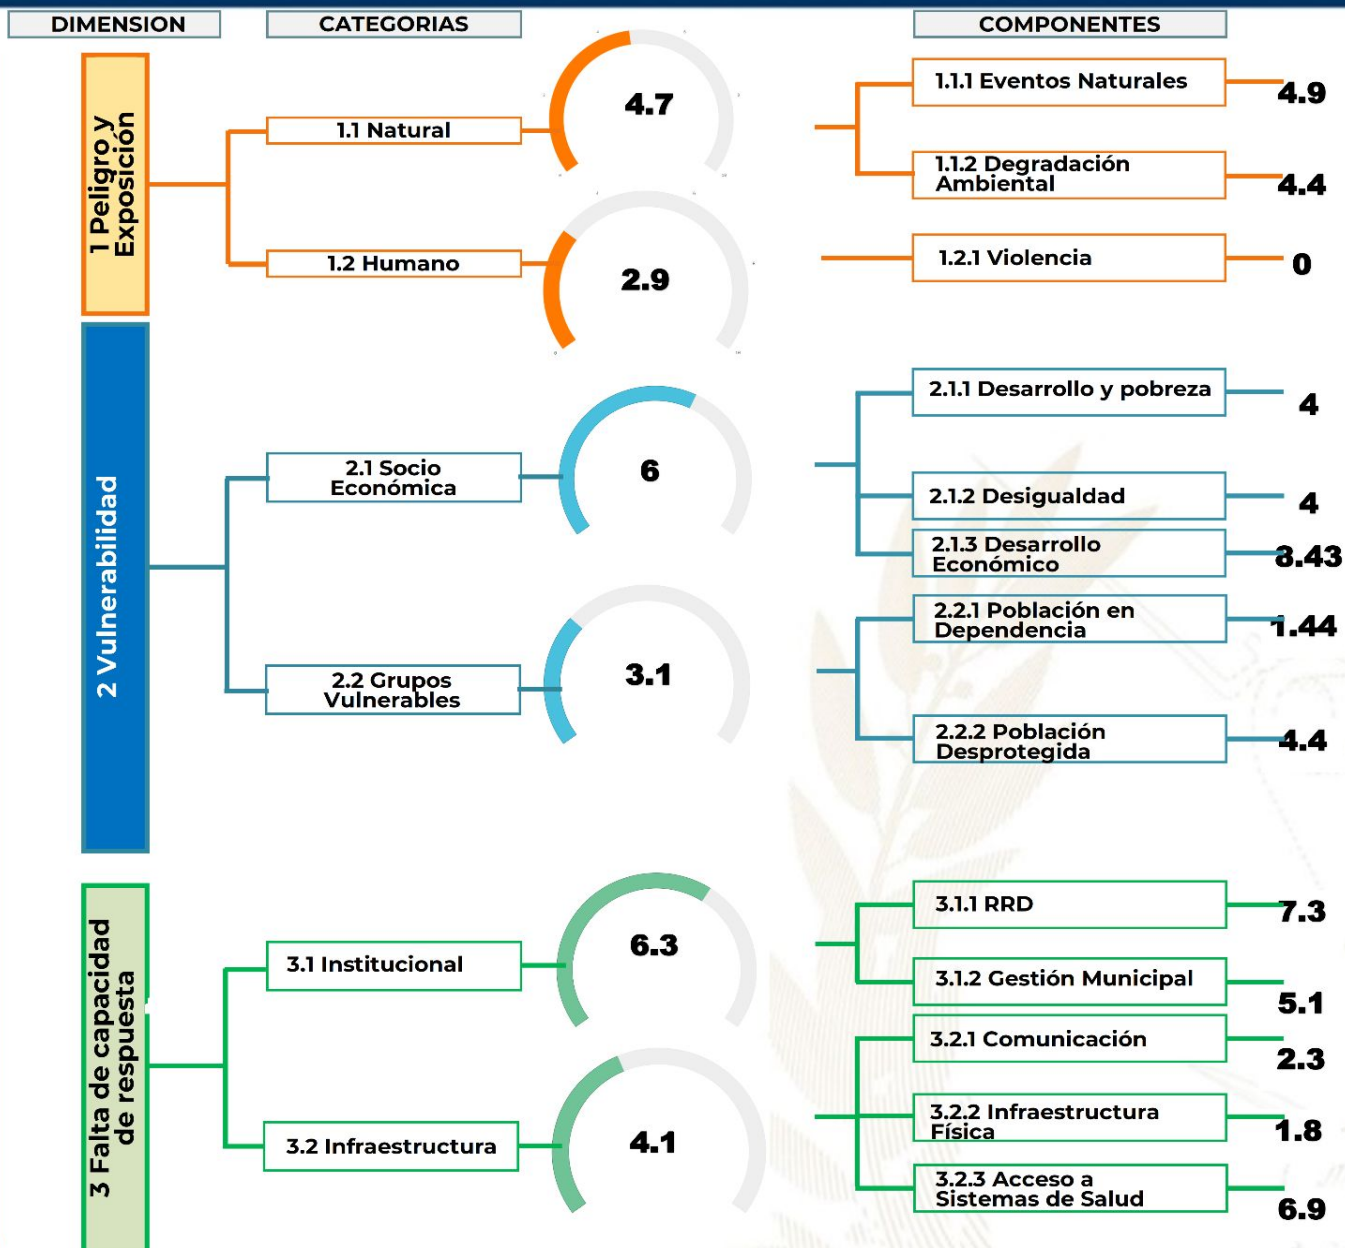 DIMENSION
CATEGORIAS
COMPONENTES
1 Peligro y
Exposición
1.1 Natural
4.7
1.1.1 Eventos Naturales
4.9
1.1.2 Degradación
Ambiental
4.4
1.2 Humano
2.9
1.2.1 Violencia
0
2 Vulnerabilidad
2.1 Socio
Económica
6
2.1.1 Desarrollo y pobreza
4
2.1.2 Desigualdad
4
2.1.3 Desarrollo
Económico
8.43
2.2 Grupos
Vulnerables
3.1
2.2.1 Población en
Dependencia
1.44
2.2.2 Población
Desprotegida
4.4
3 Falta de capacidad
de respuesta
3.1 Institucional
6.3
3.1.1 RRD
7.3
3.1.2 Gestión Municipal
5.1
3.2 Infraestructura
4.1
3.2.1 Comunicación
2.3
3.2.2 Infraestructura
Física
1.8
3.2.3 Acceso a
Sistemas de Salud
6.9